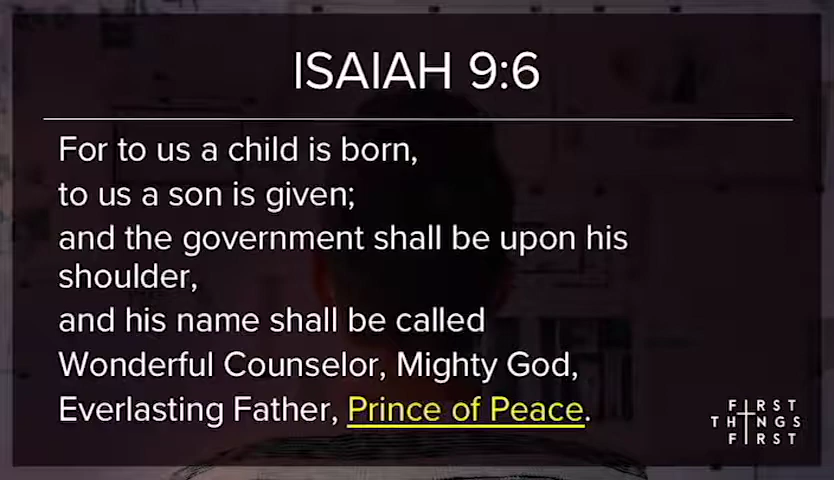 ISAIAH 9:6
For to us a child is born,
to us a son is given;
and the government shall be upon his
shoulder,
and his name shall be called
Wonderful Counselor, Mighty God,
Everlasting Father, Prince of Peace.
FIRST
THINGS
FIRST